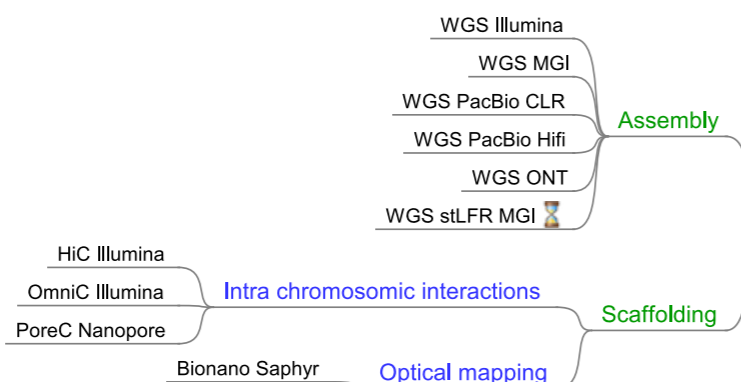 WGS Illumina
WGS MGI
WGS PacBio CLR
WGS PacBio Hifi
WGS ONT
WGS stLFR MGI
Assembly
HiC Illumina
OmniC Illumina
PoreC Nanopore
Intra chromosomic interactions
Scaffolding
Bionano Saphyr
Optical mapping